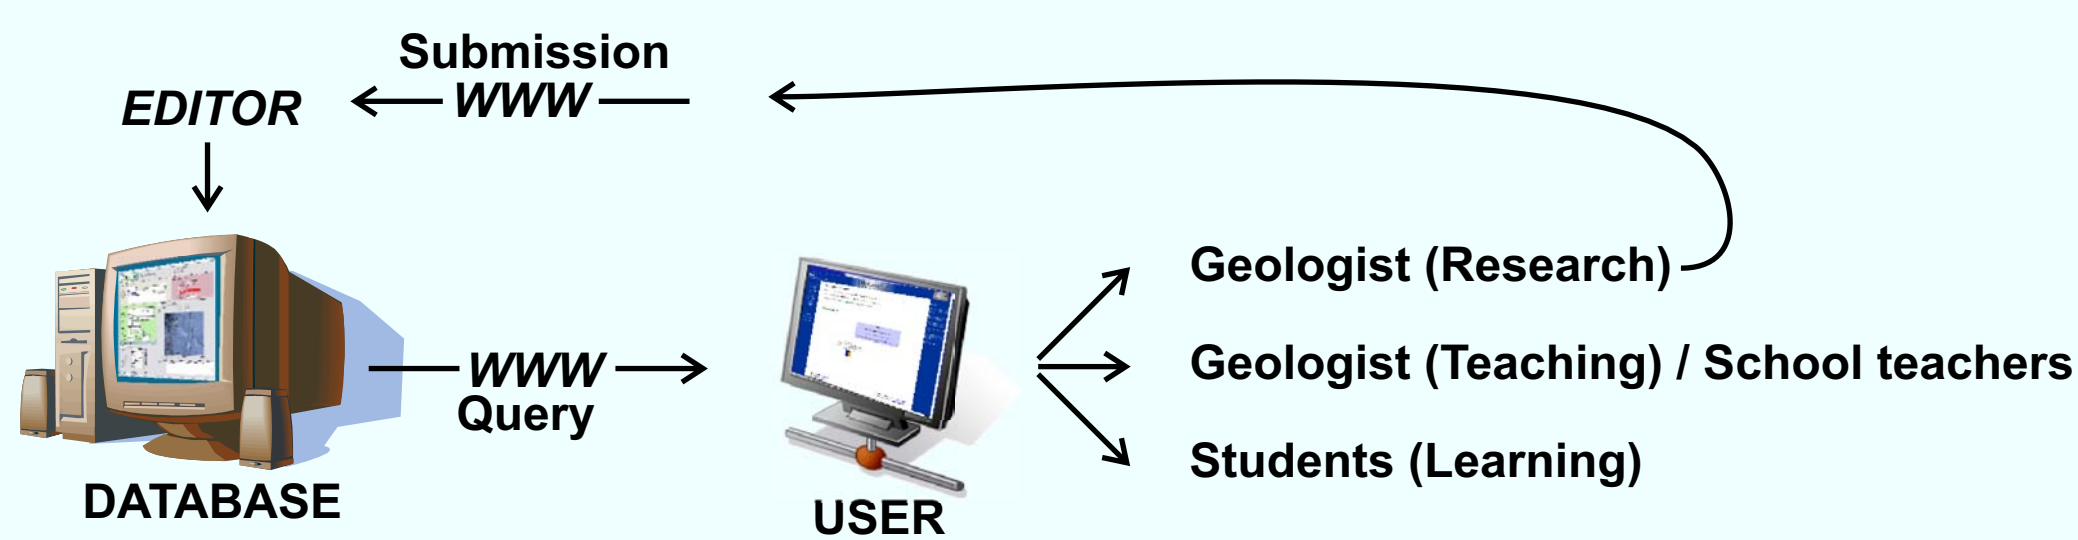 Submission
WWW
EDITOR
Geologist (Research)
WWW
Query
Geologist (Teaching) / School teachers
Students (Learning)
DATABASE
USER